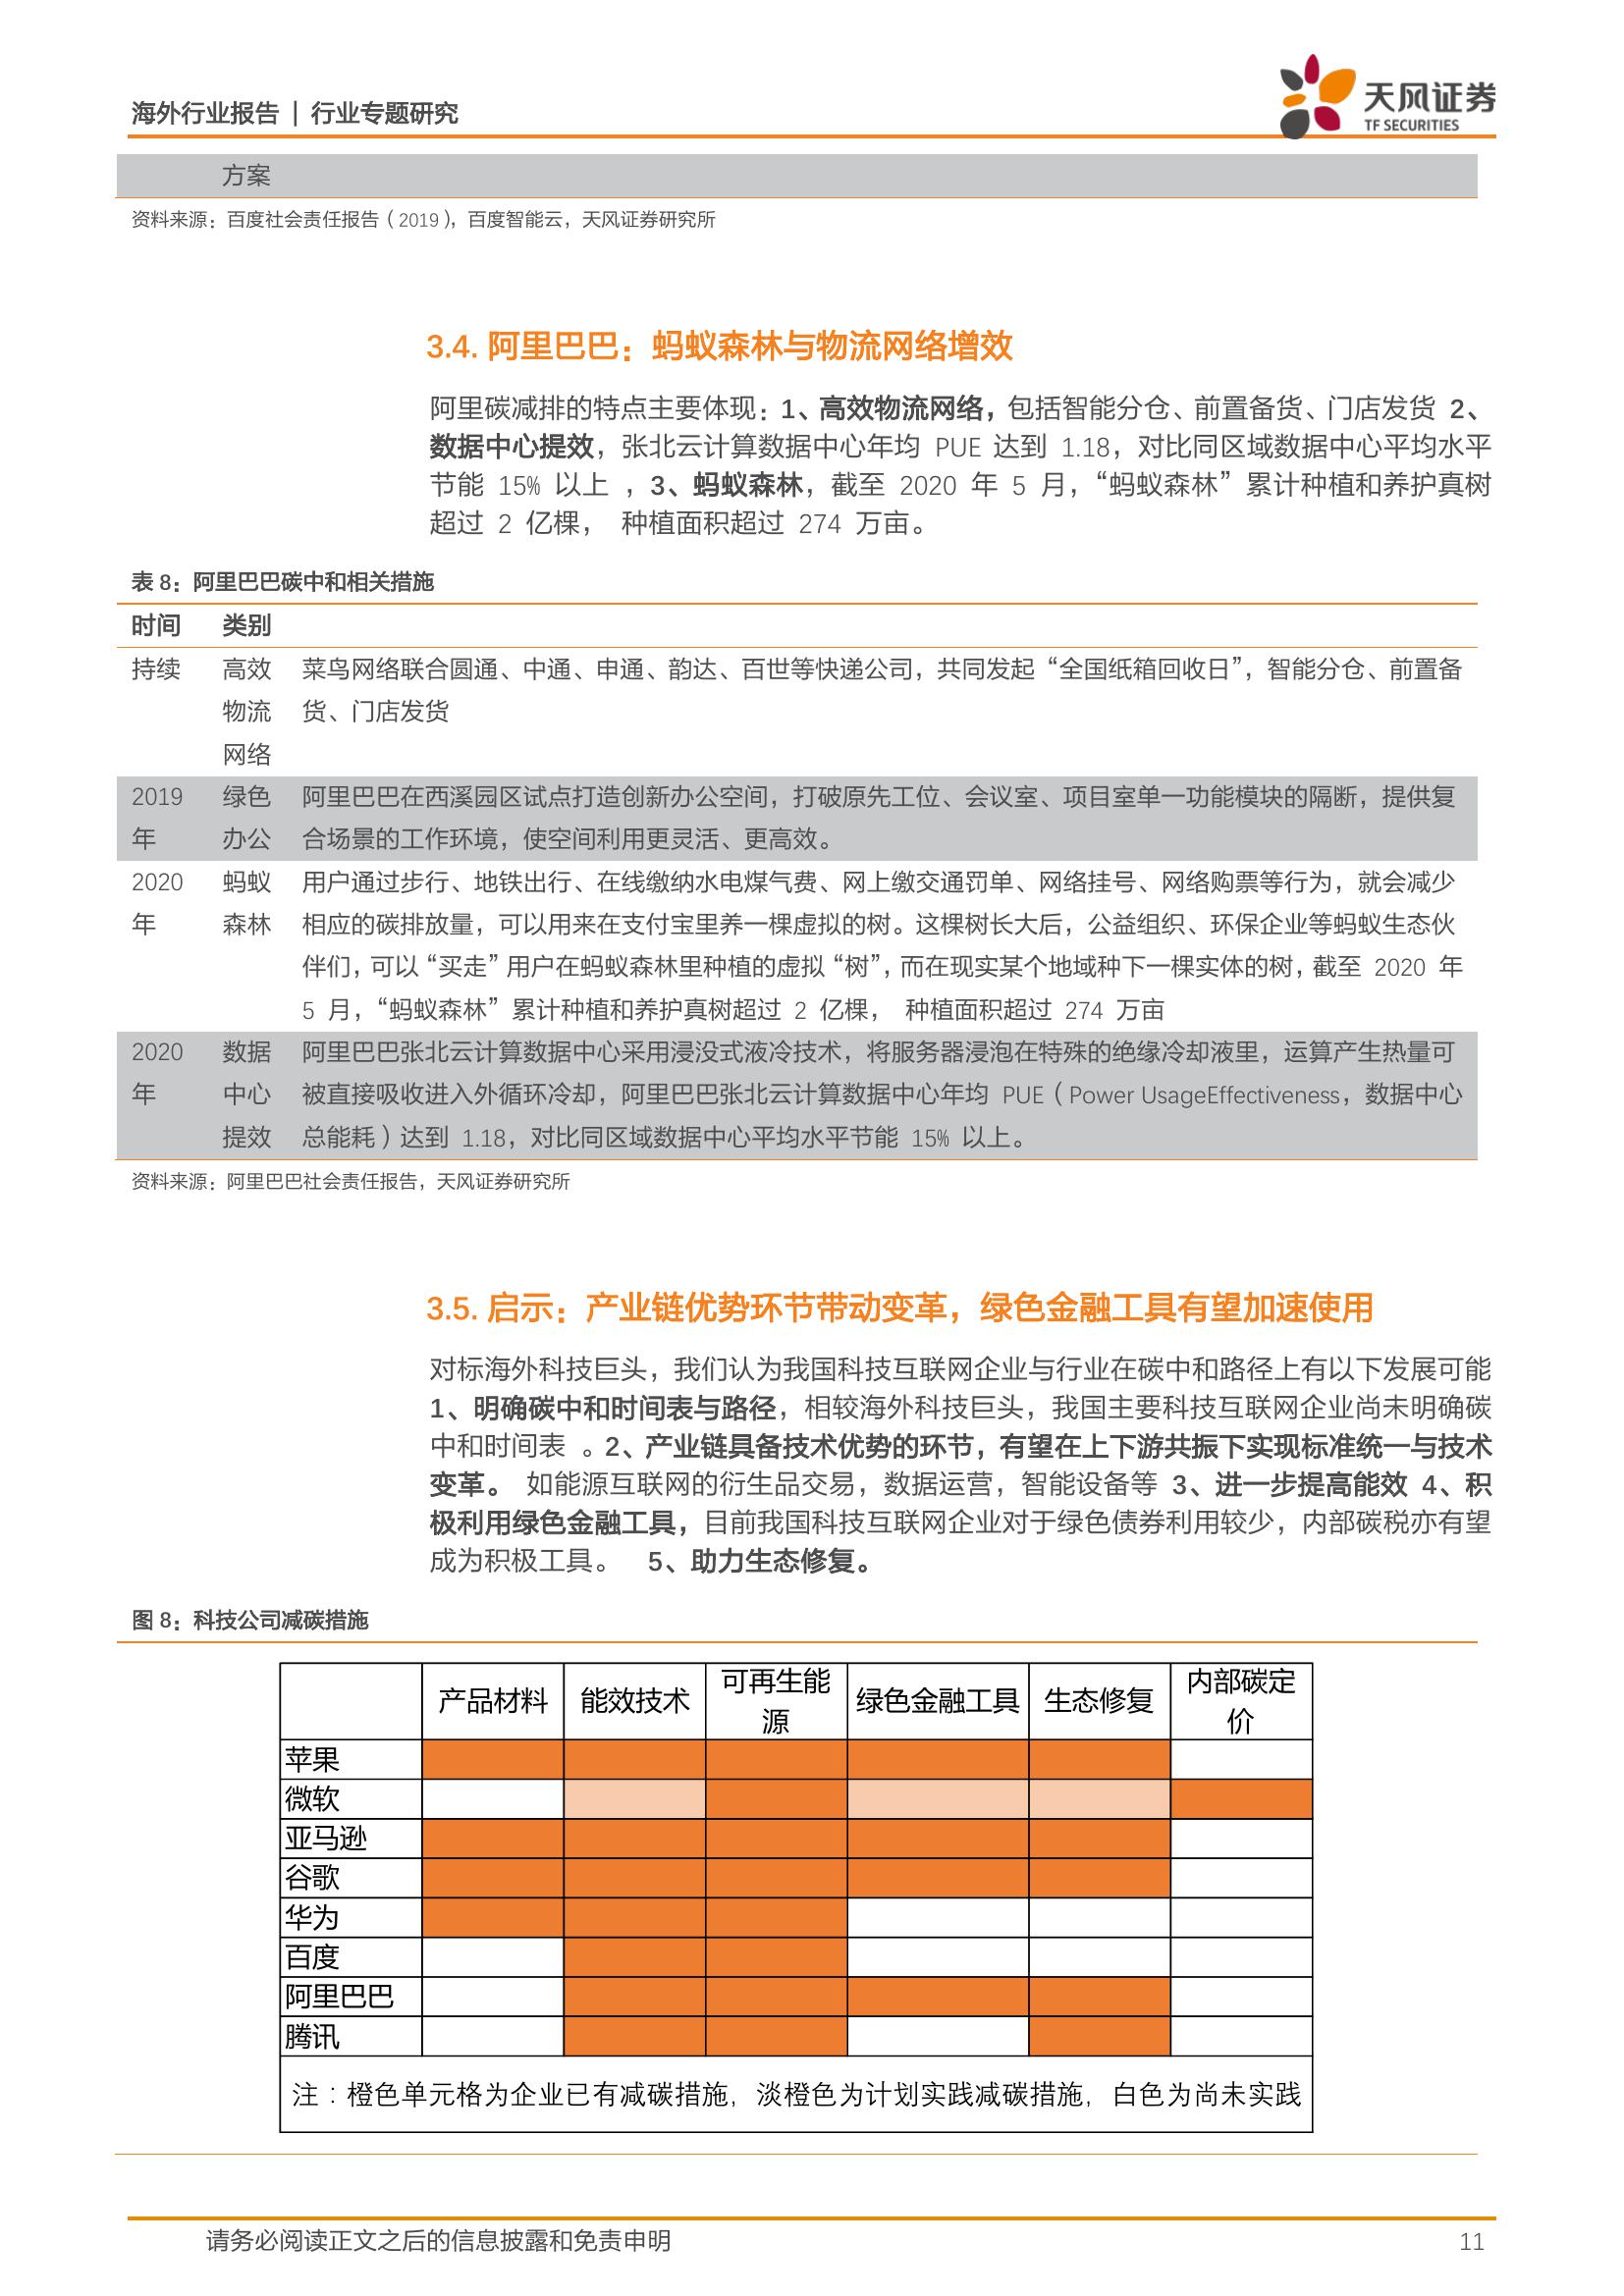 海外行业报告 | 行业专题研究
天风证券
TF SECURITIES
方案
资料来源：百度社会责任报告（2019），百度智能云，天风证券研究所
3.4. 阿里巴巴：蚂蚁森林与物流网络增效
阿里碳减排的特点主要体现：1、高效物流网络，包括智能分仓、前置备货、门店发货 2、
数据中心提效，张北云计算数据中心年均 PUE 达到 1.18，对比同区域数据中心平均水平
节能 15% 以上 ，3、蚂蚁森林，截至 2020 年 5 月，“蚂蚁森林” 累计种植和养护真树
超过 2 亿棵， 种植面积超过 274 万亩。
表 8：阿里巴巴碳中和相关措施
时间 类别
持续 高效 菜鸟网络联合圆通、中通、申通、韵达、百世等快递公司，共同发起 “全国纸箱回收日”，智能分仓、前置备
物流 货、门店发货
网络
2019 绿色 阿里巴巴在西溪园区试点打造创新办公空间，打破原先工位、会议室、项目室单一功能模块的隔断，提供复
年 办公 合场景的工作环境，使空间利用更灵活、更高效。
2020 蚂蚁 用户通过步行、地铁出行、在线缴纳水电煤气费、网上缴交通罚单、网络挂号、网络购票等行为，就会减少
年 森林 相应的碳排放量，可以用来在支付宝里养一棵虚拟的树。这棵树长大后，公益组织、环保企业等蚂蚁生态伙
伴们，可以 “买走” 用户在蚂蚁森林里种植的虚拟 “树”，而在现实某个地域种下一棵实体的树，截至 2020 年
5 月，“蚂蚁森林” 累计种植和养护真树超过 2 亿棵， 种植面积超过 274 万亩
2020 数据 阿里巴巴张北云计算数据中心采用浸没式液冷技术，将服务器浸泡在特殊的绝缘冷却液里，运算产生热量可
年 中心 被直接吸收进入外循环冷却，阿里巴巴张北云计算数据中心年均 PUE（Power UsageEffectiveness，数据中心
提效 总能耗）达到 1.18，对比同区域数据中心平均水平节能 15% 以上。
资料来源：阿里巴巴社会责任报告，天风证券研究所
3.5. 启示：产业链优势环节带动变革，绿色金融工具有望加速使用
对标海外科技巨头，我们认为我国科技互联网企业与行业在碳中和路径上有以下发展可能
1、明确碳中和时间表与路径，相较海外科技巨头，我国主要科技互联网企业尚未明确碳
中和时间表 。2、产业链具备技术优势的环节，有望在上下游共振下实现标准统一与技术
变革。 如能源互联网的衍生品交易，数据运营，智能设备等 3、进一步提高能效 4、积
极利用绿色金融工具，目前我国科技互联网企业对于绿色债券利用较少，内部碳税亦有望
成为积极工具。 5、助力生态修复。
图 8：科技公司减碳措施
产品材料 能效技术 可再生能源 绿色金融工具 生态修复 内部碳定价
苹果
微软
亚马逊
谷歌
华为
百度
阿里巴巴
腾讯
注：橙色单元格为企业已有减碳措施，淡橙色为计划实践减碳措施，白色为尚未实践
请务必阅读正文之后的信息披露和免责申明 11